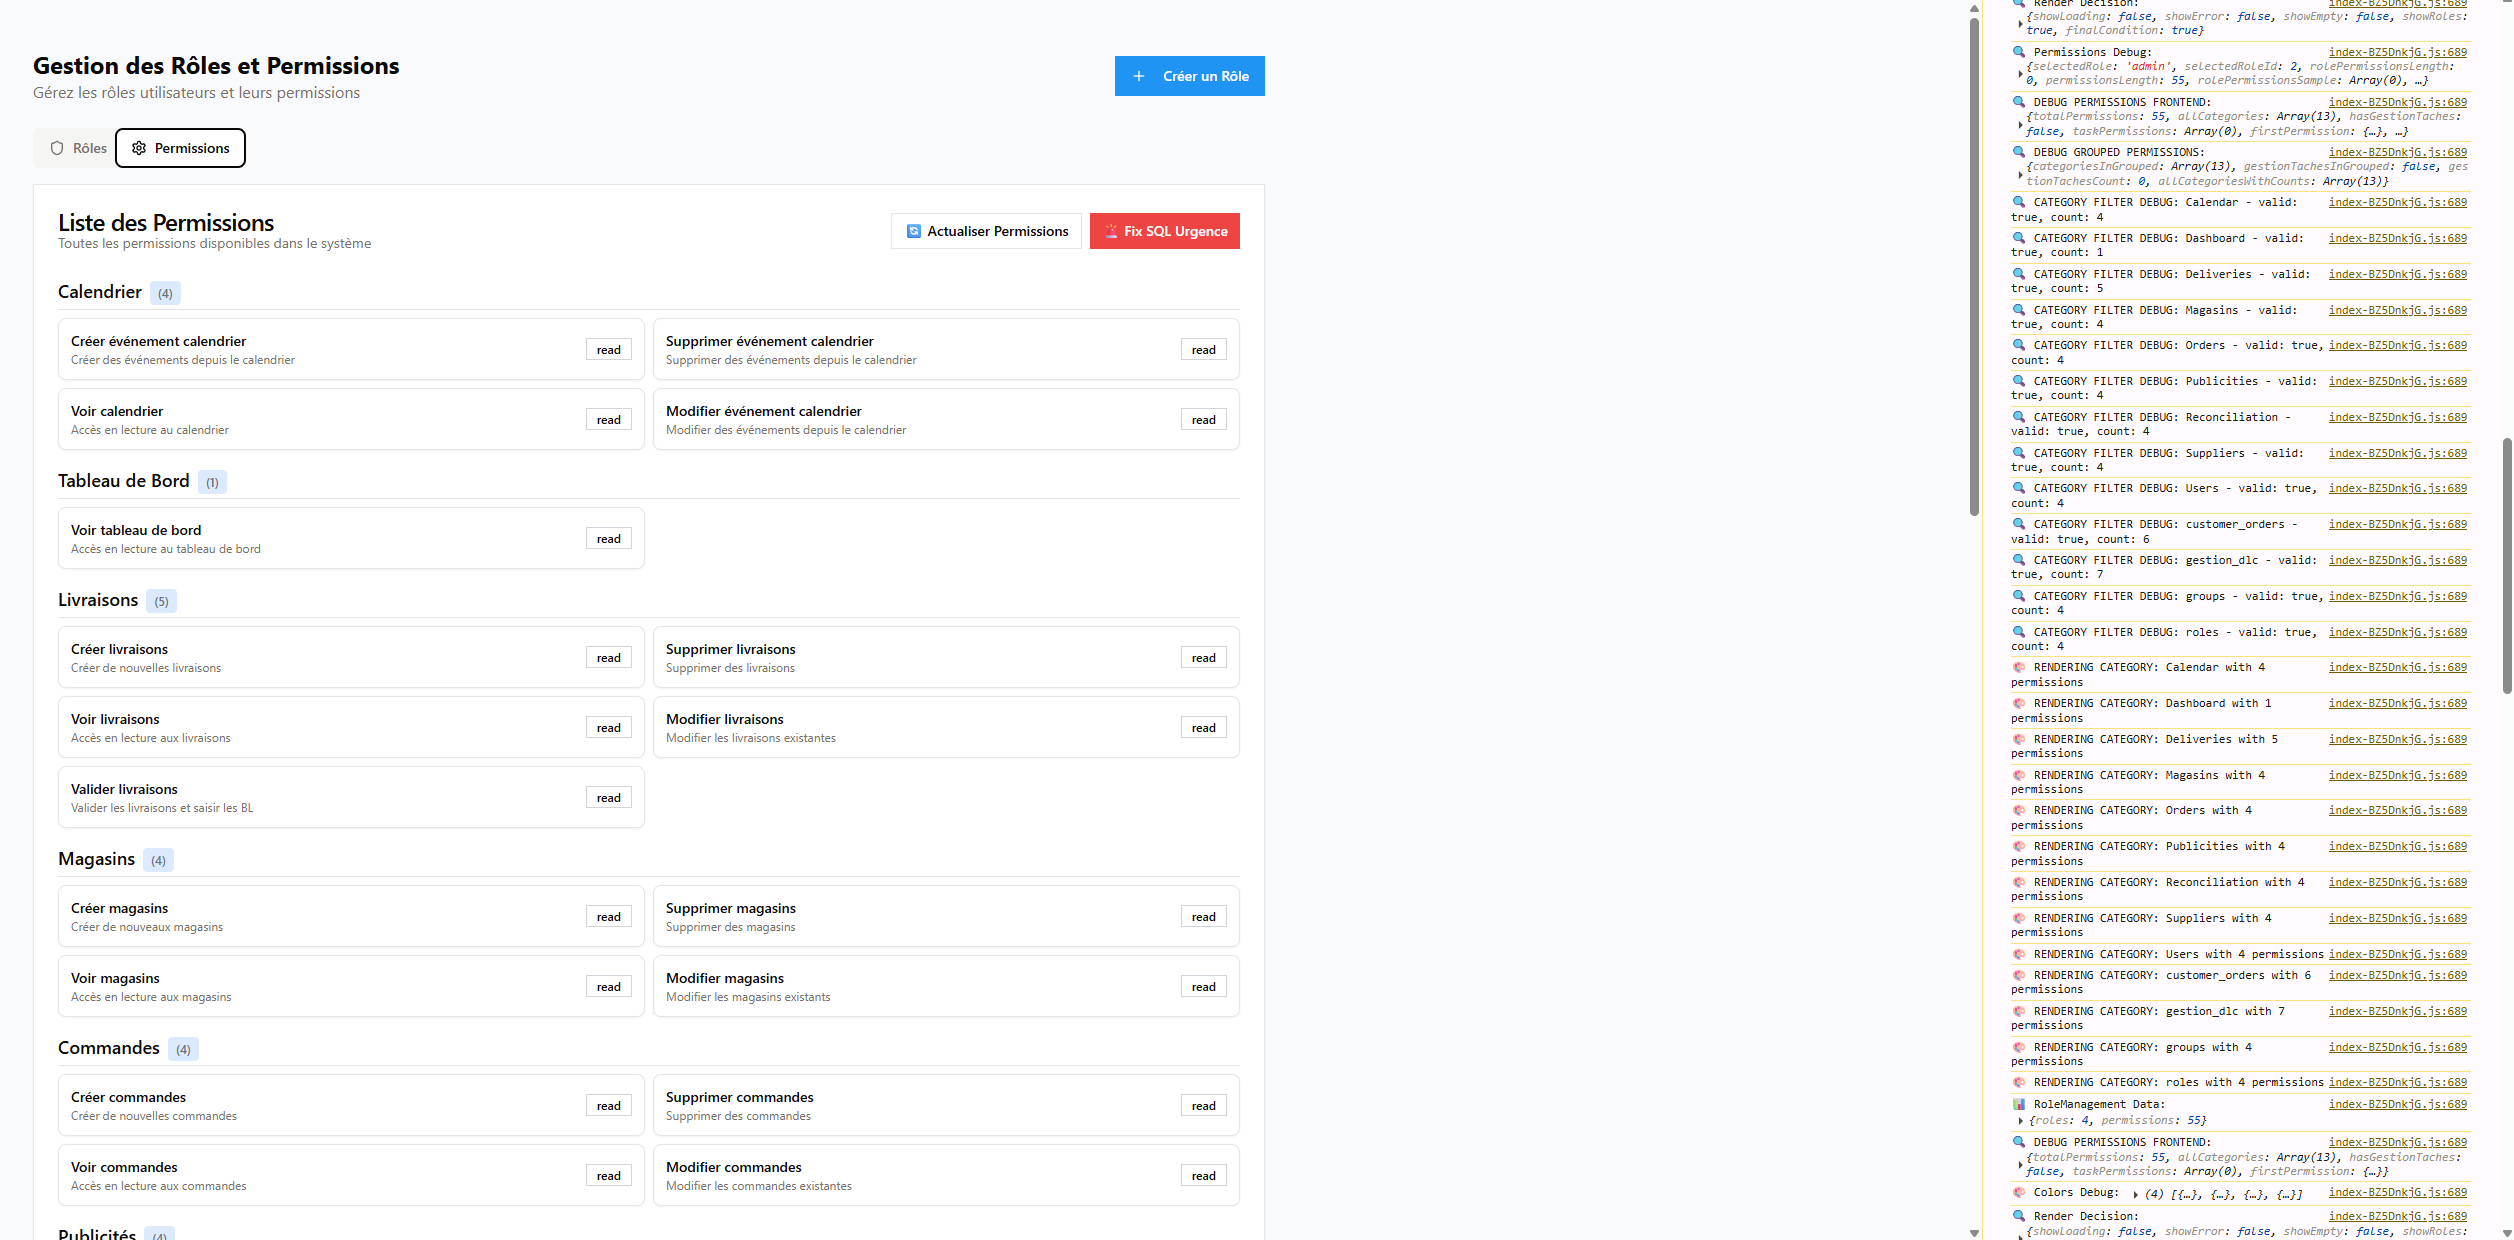 Gestion des Rôles et Permissions
Gérez les rôles utilisateurs et leurs permissions
Créer un Rôle
Rôles
Permissions
Liste des Permissions
Toutes les permissions disponibles dans le système
Actualiser Permissions
Fix SQL Urgence
Calendrier (4)
Créer événement calendrier
Créer des événements depuis le calendrier
read
Supprimer événement calendrier
Supprimer des événements depuis le calendrier
read
Voir calendrier
Accès en lecture au calendrier
read
Modifier événement calendrier
Modifier des événements depuis le calendrier
read
Tableau de Bord (1)
Voir tableau de bord
Accès en lecture au tableau de bord
read
Livraisons (5)
Créer livraisons
Créer de nouvelles livraisons
read
Supprimer livraisons
Supprimer des livraisons
read
Voir livraisons
Accès en lecture aux livraisons
read
Modifier livraisons
Modifier les livraisons existantes
read
Valider livraisons
Valider les livraisons et saisir les BL
read
Magasins (4)
Créer magasins
Créer de nouveaux magasins
read
Supprimer magasins
Supprimer des magasins
read
Voir magasins
Accès en lecture aux magasins
read
Modifier magasins
Modifier les magasins existants
read
Commandes (4)
Créer commandes
Créer de nouvelles commandes
read
Supprimer commandes
Supprimer des commandes
read
Voir commandes
Accès en lecture aux commandes
read
Modifier commandes
Modifier les commandes existantes
read
Publicités (4)
Render Decision: index-BZ5DnkjG.js:689
{showLoading: false, showError: false, showEmpty: false, showRoles:
true, finalCondition: true}
Permissions Debug: index-BZ5DnkjG.js:689
{selectedRole: 'admin', selectedRoleId: 2, rolePermissionsLength:
0, permissionsLength: 55, rolePermissionsSample: Array(0), …}
DEBUG PERMISSIONS FRONTEND: index-BZ5DnkjG.js:689
{totalPermissions: 55, allCategories: Array(13), hasGestionTaches:
false, taskPermissions: Array(0), firstPermission: {…}, …}
DEBUG GROUPED PERMISSIONS: index-BZ5DnkjG.js:689
{categoriesInGrouped: Array(13), gestionTachesInGrouped: false, ges
tionTachesCount: 0, allCategoriesWithCounts: Array(13)}
CATEGORY FILTER DEBUG: Calendar - valid: index-BZ5DnkjG.js:689
true, count: 4
CATEGORY FILTER DEBUG: Dashboard - valid: index-BZ5DnkjG.js:689
true, count: 1
CATEGORY FILTER DEBUG: Deliveries - valid: index-BZ5DnkjG.js:689
true, count: 5
CATEGORY FILTER DEBUG: Magasins - valid: index-BZ5DnkjG.js:689
true, count: 4
CATEGORY FILTER DEBUG: Orders - valid: true, index-BZ5DnkjG.js:689
count: 4
CATEGORY FILTER DEBUG: Publicities - valid: index-BZ5DnkjG.js:689
true, count: 4
CATEGORY FILTER DEBUG: Reconciliation - index-BZ5DnkjG.js:689
valid: true, count: 4
CATEGORY FILTER DEBUG: Suppliers - valid: index-BZ5DnkjG.js:689
true, count: 4
CATEGORY FILTER DEBUG: Users - valid: true, index-BZ5DnkjG.js:689
count: 4
CATEGORY FILTER DEBUG: customer_orders - index-BZ5DnkjG.js:689
valid: true, count: 6
CATEGORY FILTER DEBUG: gestion_dlc - valid: index-BZ5DnkjG.js:689
true, count: 7
CATEGORY FILTER DEBUG: groups - valid: true, index-BZ5DnkjG.js:689
count: 4
CATEGORY FILTER DEBUG: roles - valid: true, index-BZ5DnkjG.js:689
count: 4
RENDERING CATEGORY: Calendar with 4 index-BZ5DnkjG.js:689
permissions
RENDERING CATEGORY: Dashboard with 1 index-BZ5DnkjG.js:689
permissions
RENDERING CATEGORY: Deliveries with 5 index-BZ5DnkjG.js:689
permissions
RENDERING CATEGORY: Magasins with 4 index-BZ5DnkjG.js:689
permissions
RENDERING CATEGORY: Orders with 4 index-BZ5DnkjG.js:689
permissions
RENDERING CATEGORY: Publicities with 4 index-BZ5DnkjG.js:689
permissions
RENDERING CATEGORY: Reconciliation with 4 index-BZ5DnkjG.js:689
permissions
RENDERING CATEGORY: Suppliers with 4 index-BZ5DnkjG.js:689
permissions
RENDERING CATEGORY: Users with 4 permissions index-BZ5DnkjG.js:689
RENDERING CATEGORY: customer_orders with 6 index-BZ5DnkjG.js:689
permissions
RENDERING CATEGORY: gestion_dlc with 7 index-BZ5DnkjG.js:689
permissions
RENDERING CATEGORY: groups with 4 index-BZ5DnkjG.js:689
permissions
RENDERING CATEGORY: roles with 4 permissions index-BZ5DnkjG.js:689
RoleManagement Data: index-BZ5DnkjG.js:689
{roles: 4, permissions: 55}
DEBUG PERMISSIONS FRONTEND: index-BZ5DnkjG.js:689
{totalPermissions: 55, allCategories: Array(13), hasGestionTaches:
false, taskPermissions: Array(0), firstPermission: {…}}
Colors Debug: (4) [{…}, {…}, {…}, {…}] index-BZ5DnkjG.js:689
Render Decision: index-BZ5DnkjG.js:689
{showLoading: false, showError: false, showEmpty: false, showRoles: